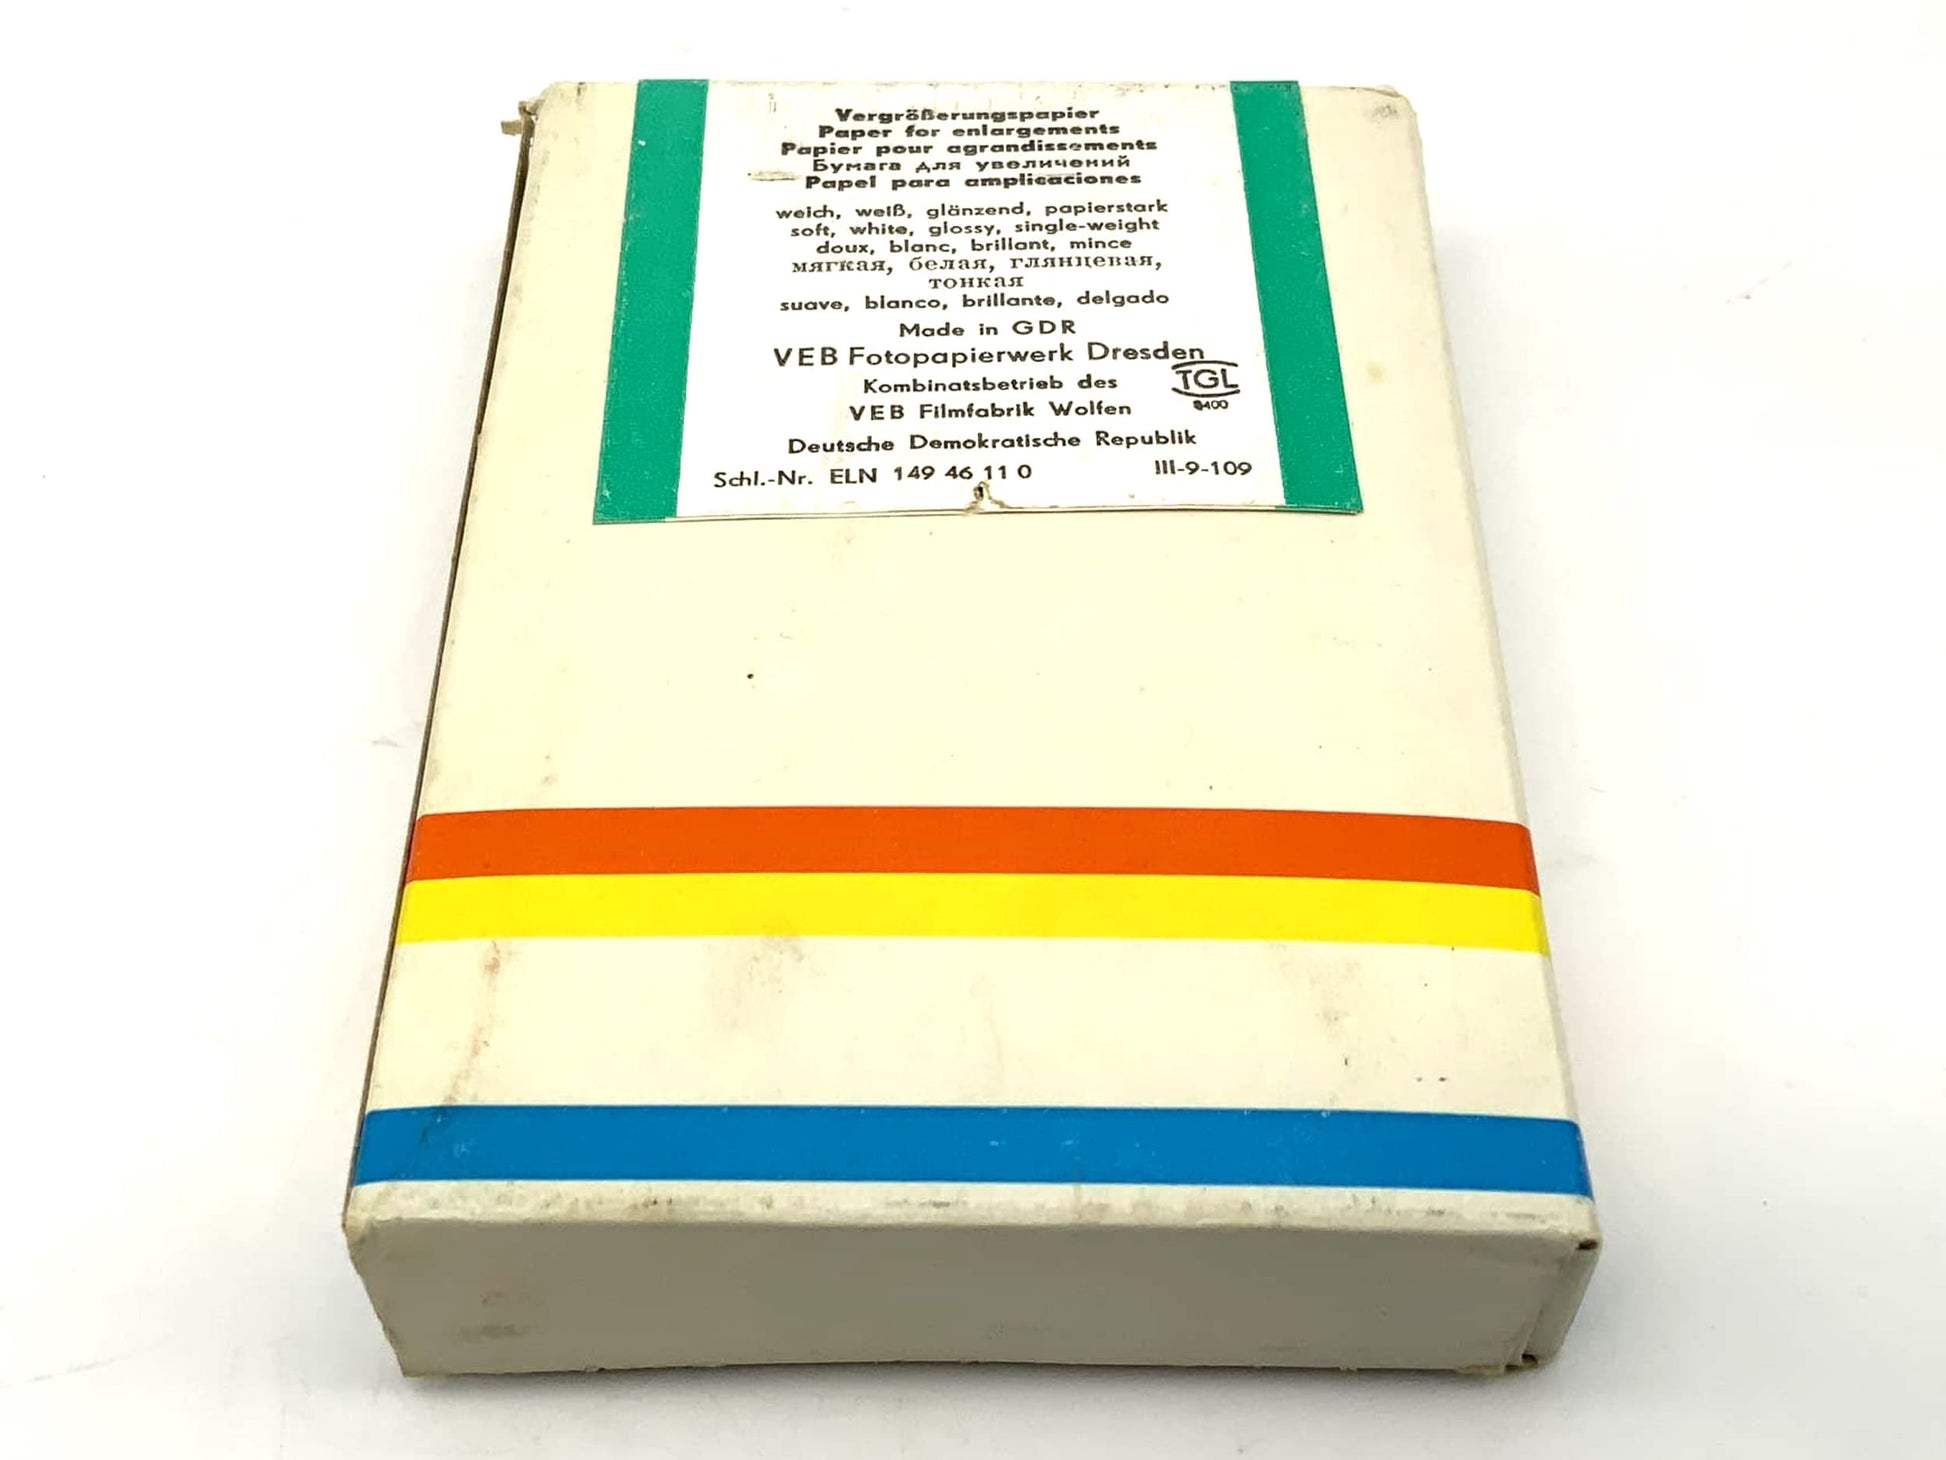 Vergrößerungspapier
Paper for enlargements
Papier pour agrandissements
Бумага для увеличений
Papel para amplicaciones
weich, weiß, glänzend, papierstark
soft, white, glossy, single-weight
doux, blanc, brillant, mince
мягкая, белая, глянцевая,
тонкая
suave, blanco, brillante, delgado
Made in GDR
VEB Fotopapierwerk Dresden
Kombinatsbetrieb des
TGL
VEB Filmfabrik Wolfen
Deutsche Demokratische Republik
Schl.-Nr. ELN 149 46 11 0 III-9-109